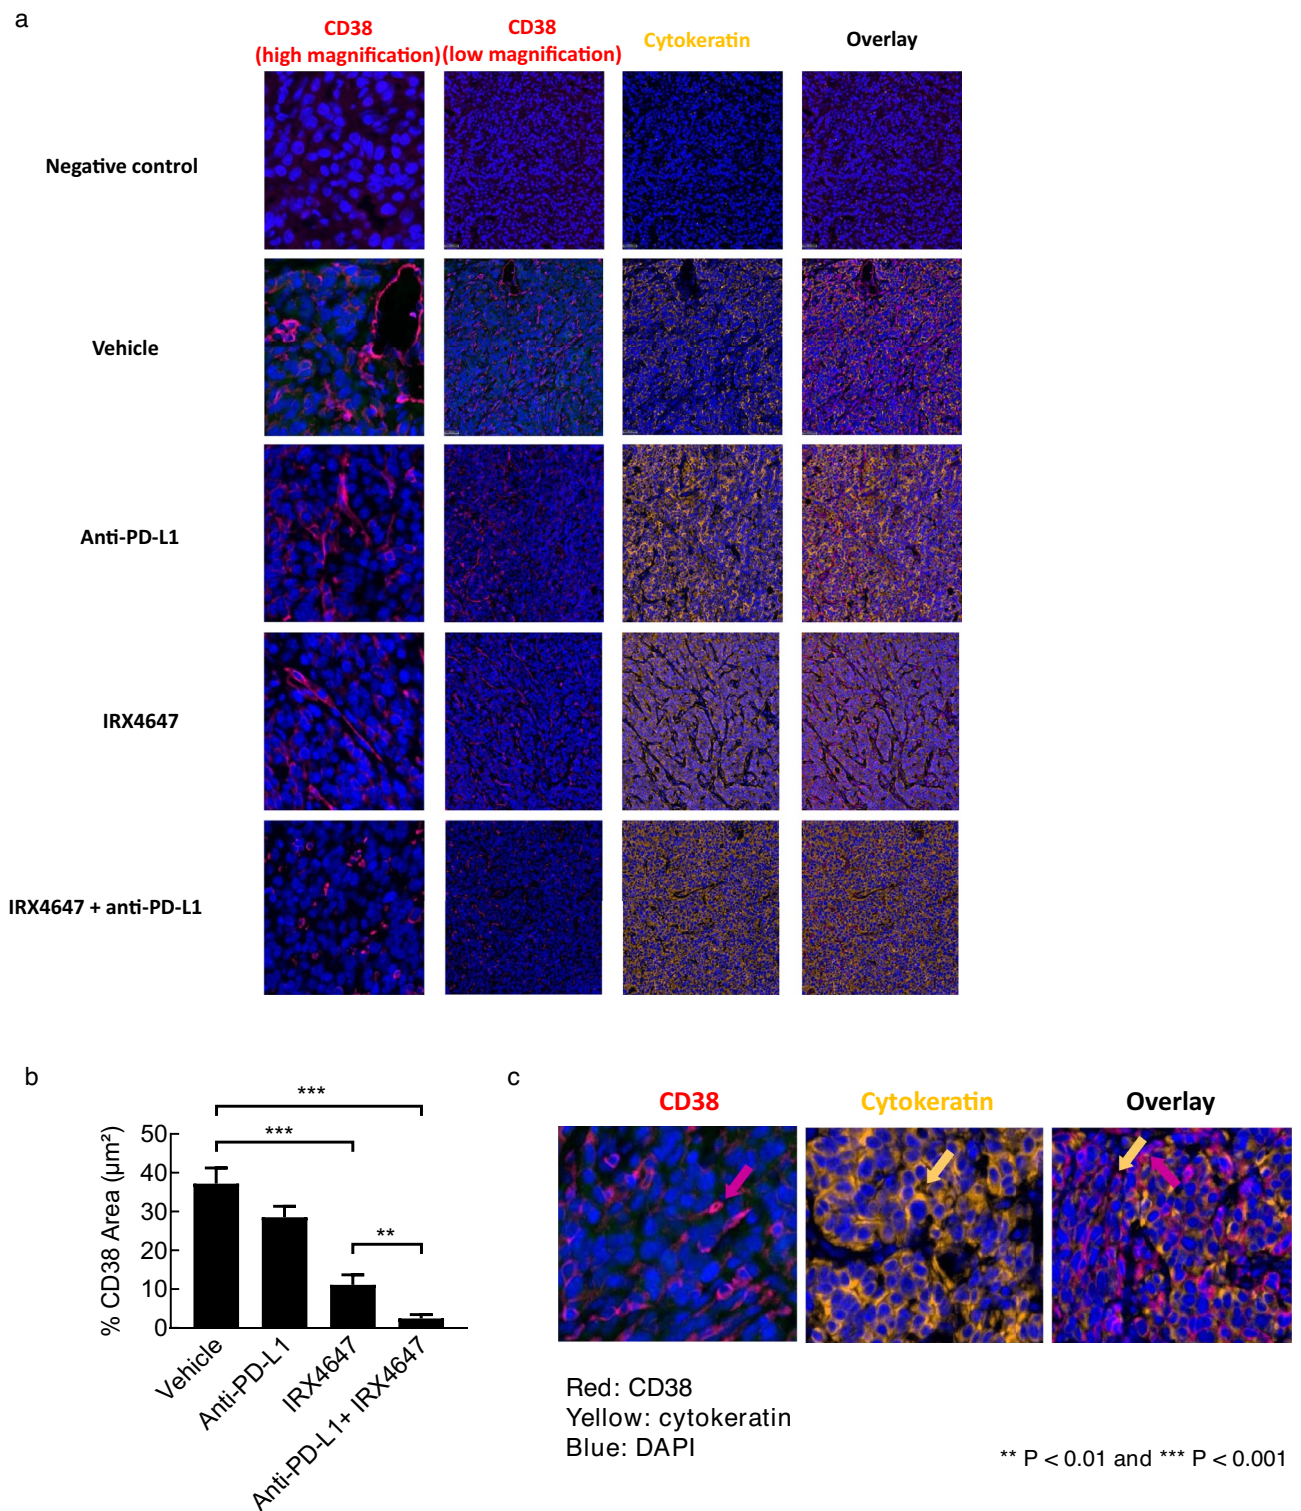 a
CD38
(high magnification)
CD38
(low magnification)
Cytokeratin
Overlay
Negative control
Vehicle
Anti-PD-L1
IRX4647
IRX4647 + anti-PD-L1
b
***
***
**
% CD38 Area (µm²)
50
40
30
20
10
0
Vehicle
Anti-PD-L1
IRX4647
Anti-PD-L1+ IRX4647
c
CD38
Cytokeratin
Overlay
Red: CD38
Yellow: cytokeratin
Blue: DAPI
** P < 0.01 and *** P < 0.001